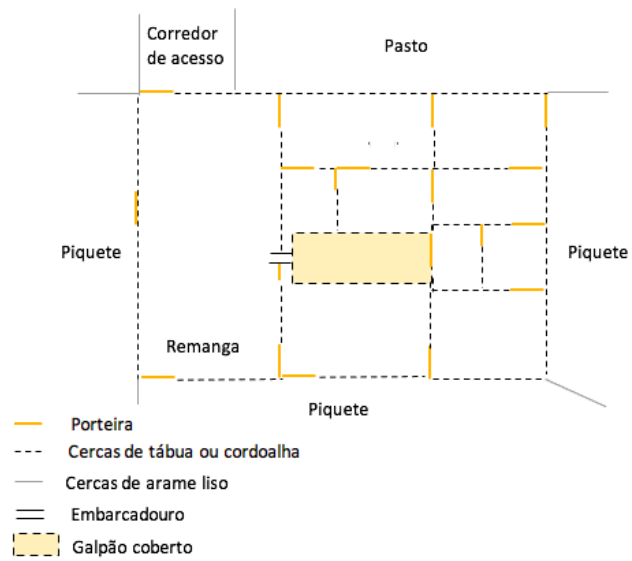 Corredor
de acesso
Pasto
Piquete
Piquete
Remanga
Piquete
Porteira
Cercas de tábua ou cordoalha
Cercas de arame liso
Embarcadouro
Galpão coberto